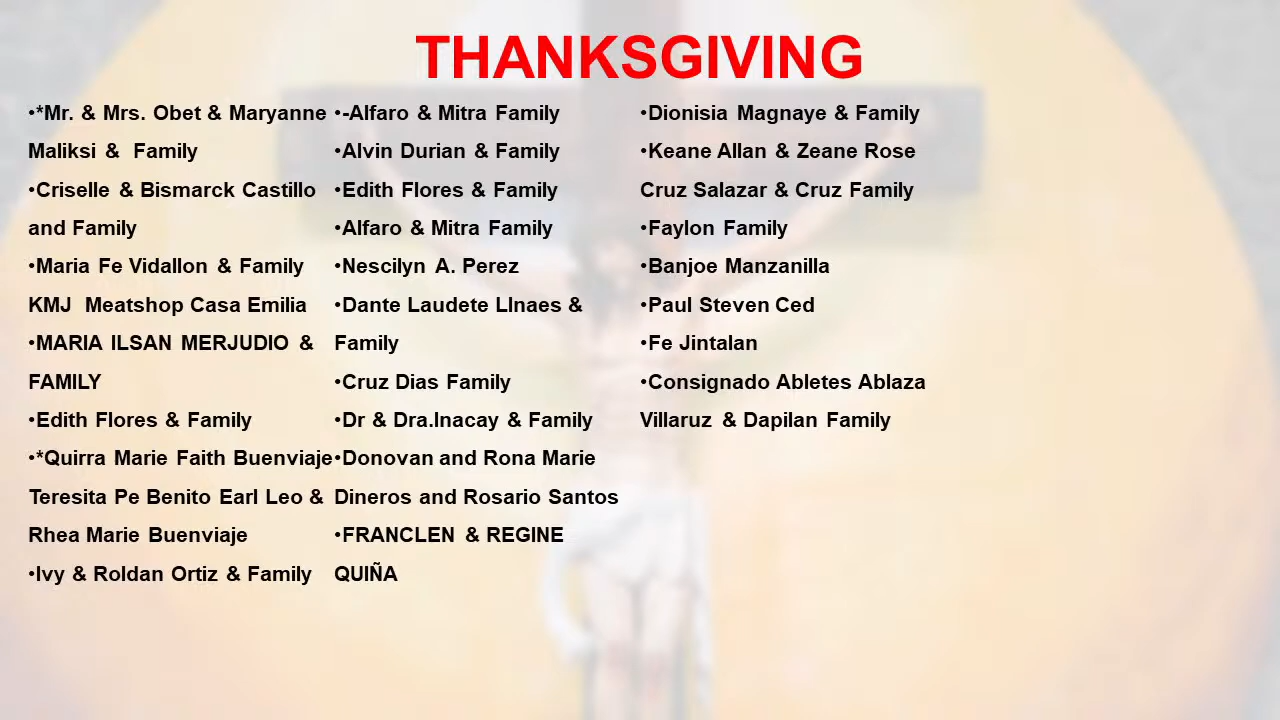 THANKSGIVING
•*Mr. & Mrs. Obet & Maryanne
Maliksi & Family
•Criselle & Bismarck Castillo
and Family
•Maria Fe Vidallon & Family
KMJ Meatshop Casa Emilia
•MARIA ILSAN MERJUDIO &
FAMILY
•Edith Flores & Family
•*Quirra Marie Faith Buenviaje
Teresita Pe Benito Earl Leo &
Rhea Marie Buenviaje
•Ivy & Roldan Ortiz & Family
•-Alfaro & Mitra Family
•Alvin Durian & Family
•Edith Flores & Family
•Alfaro & Mitra Family
•Nescilyn A. Perez
•Dante Laudete LInaes &
Family
•Cruz Dias Family
•Dr & Dra.Inacay & Family
•Donovan and Rona Marie
Dineros and Rosario Santos
•FRANCLEN & REGINE
QUIÑA
•Dionisia Magnaye & Family
•Keane Allan & Zeane Rose
Cruz Salazar & Cruz Family
•Faylon Family
•Banjoe Manzanilla
•Paul Steven Ced
•Fe Jintalan
•Consignado Abletes Ablaza
Villaruz & Dapilan Family